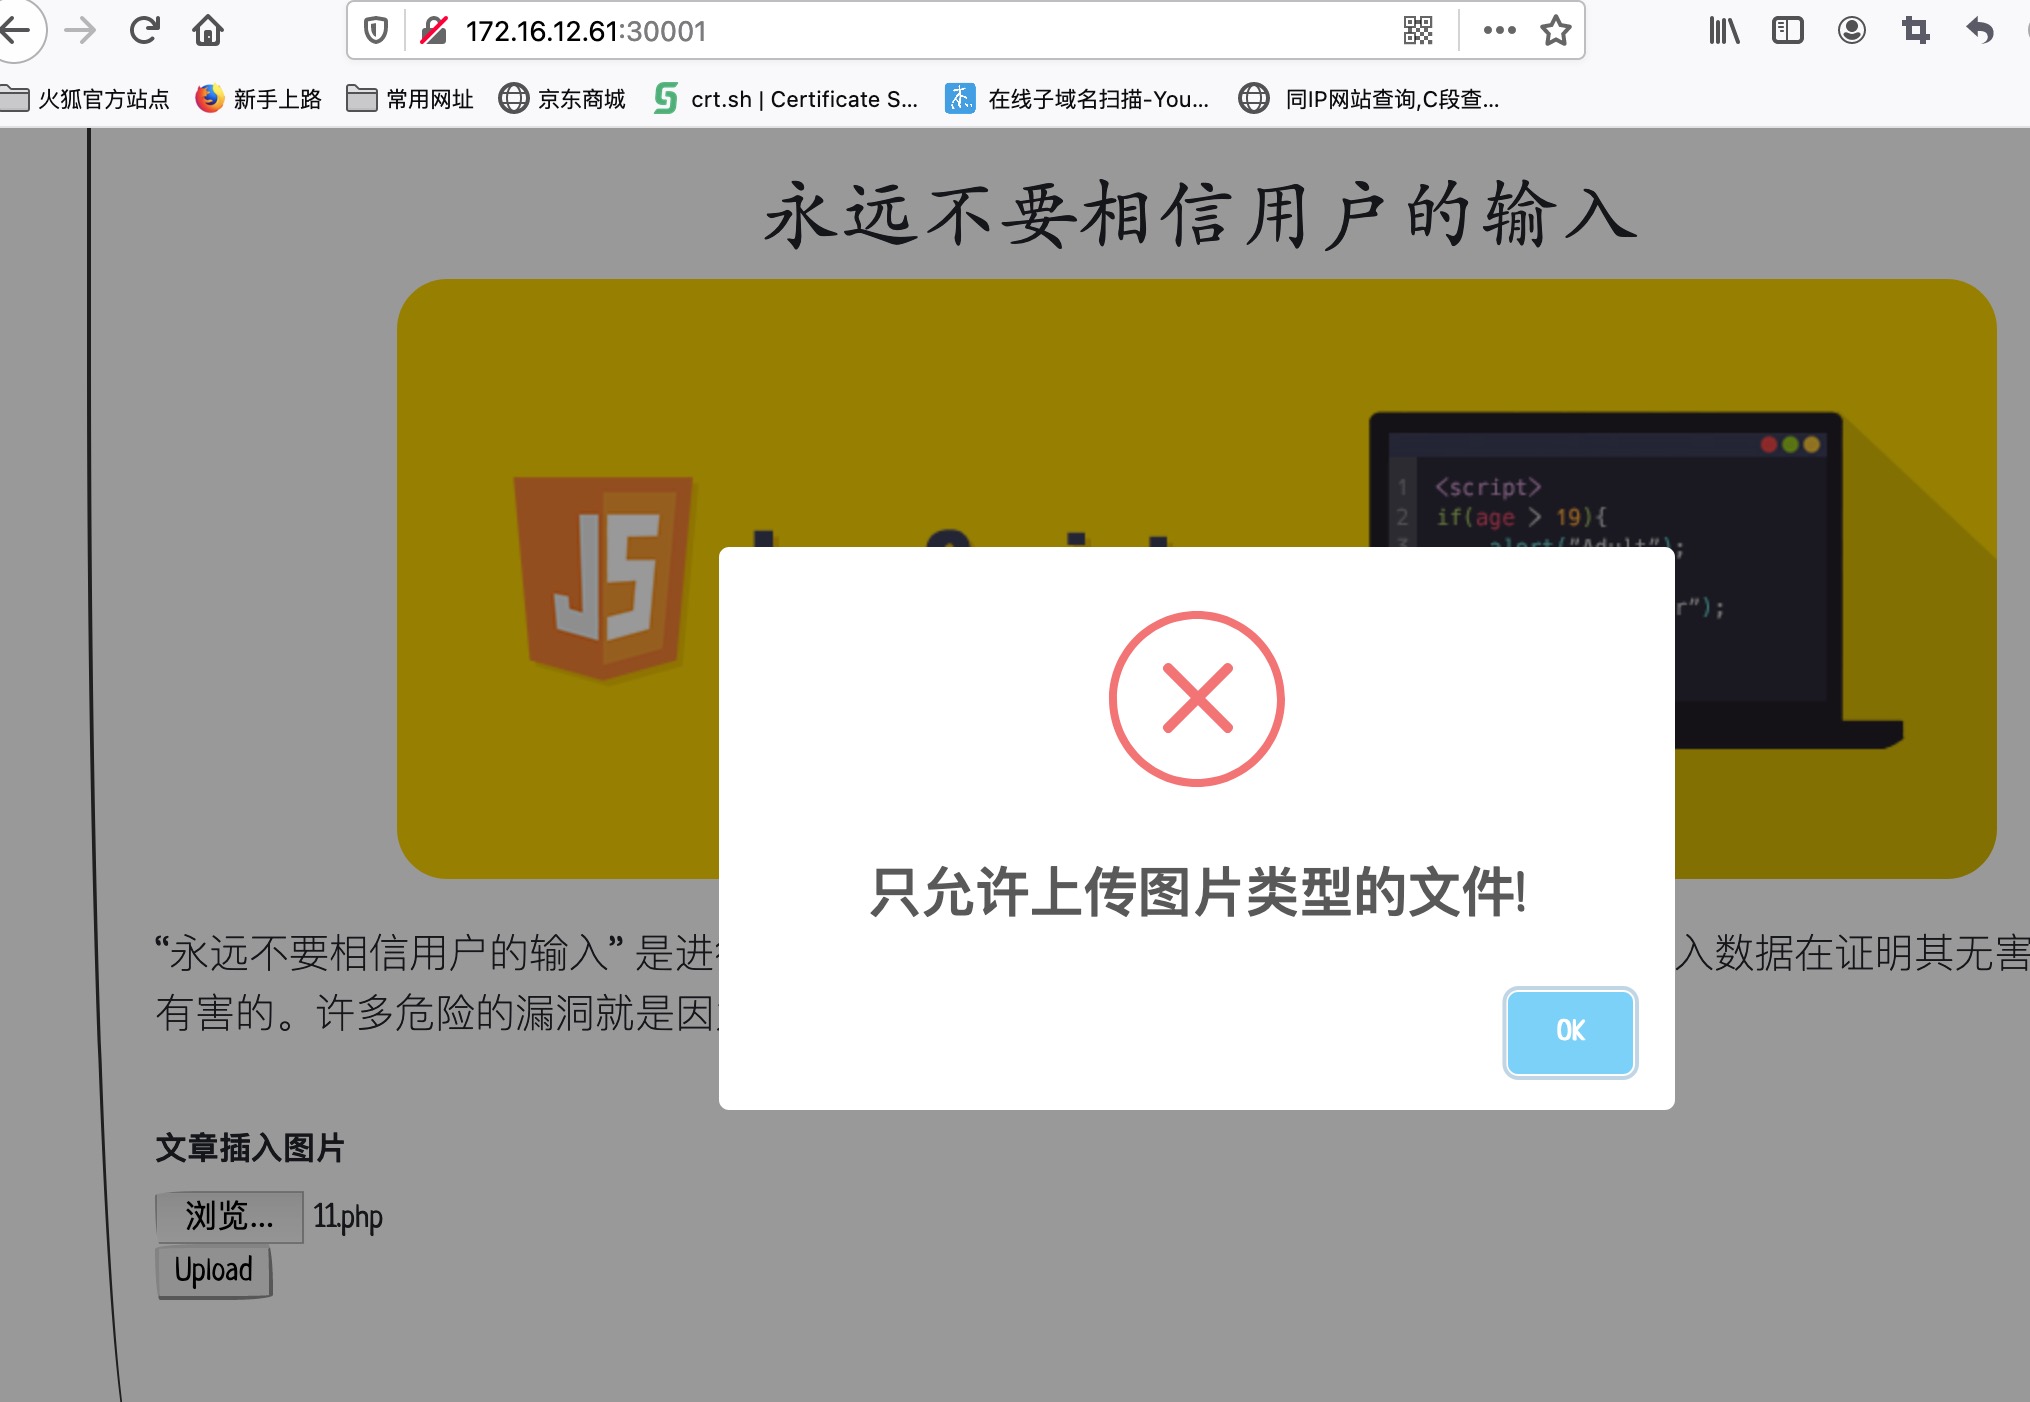 172.16.12.61:30001
火狐官方站点 新手上路 常用网址 京东商城 crt.sh | Certificate S... 在线子域名扫描-You... 同IP网站查询,C段查...
永远不要相信用户的输入
JS
1 <script>
2 if(age > 19){
3 alert("Adult");
r");
只允许上传图片类型的文件!
OK
“永远不要相信用户的输入” 是进 入数据在证明其无害
有害的。许多危险的漏洞就是因
文章插入图片
浏览... 11.php
Upload